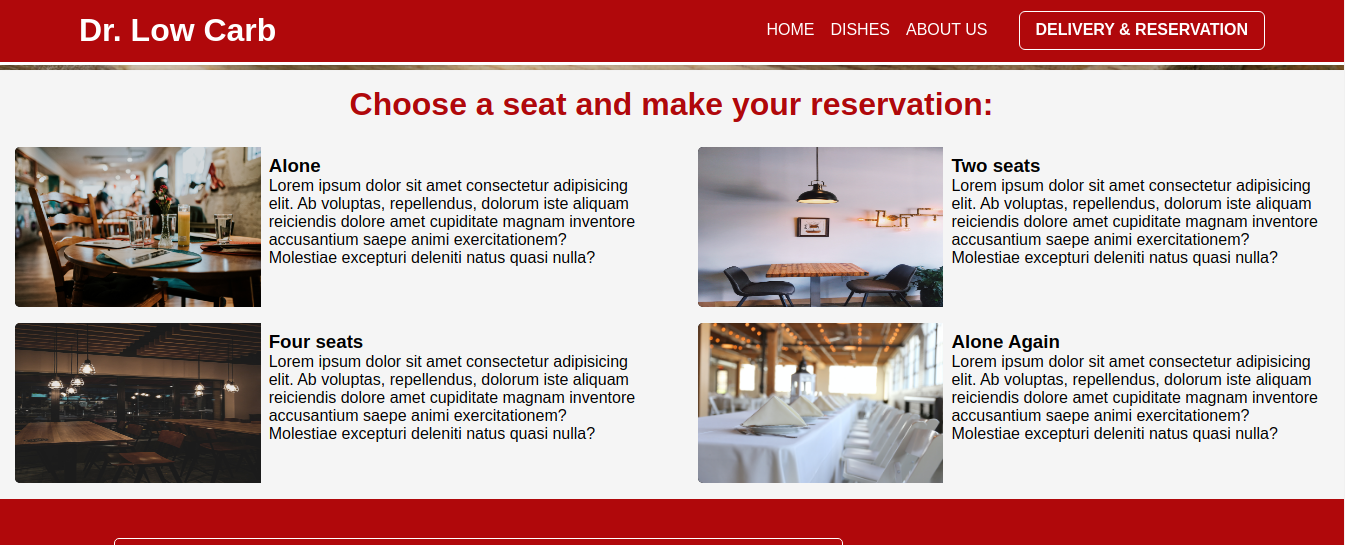 Dr. Low Carb
HOME DISHES ABOUT US DELIVERY & RESERVATION
Choose a seat and make your reservation:
Alone
Lorem ipsum dolor sit amet consectetur adipisicing
elit. Ab voluptas, repellendus, dolorum iste aliquam
reiciendis dolore amet cupiditate magnam inventore
accusantium saepe animi exercitationem?
Molestiae excepturi deleniti natus quasi nulla?
Two seats
Lorem ipsum dolor sit amet consectetur adipisicing
elit. Ab voluptas, repellendus, dolorum iste aliquam
reiciendis dolore amet cupiditate magnam inventore
accusantium saepe animi exercitationem?
Molestiae excepturi deleniti natus quasi nulla?
Four seats
Lorem ipsum dolor sit amet consectetur adipisicing
elit. Ab voluptas, repellendus, dolorum iste aliquam
reiciendis dolore amet cupiditate magnam inventore
accusantium saepe animi exercitationem?
Molestiae excepturi deleniti natus quasi nulla?
Alone Again
Lorem ipsum dolor sit amet consectetur adipisicing
elit. Ab voluptas, repellendus, dolorum iste aliquam
reiciendis dolore amet cupiditate magnam inventore
accusantium saepe animi exercitationem?
Molestiae excepturi deleniti natus quasi nulla?